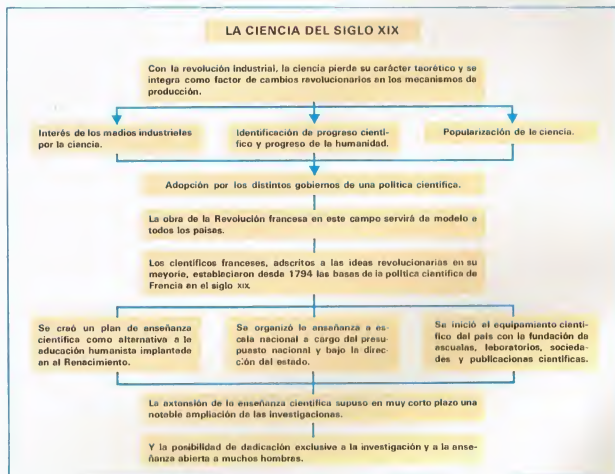 LA CIENCIA DEL SIGLO XIX
Con la revolución industrial, la ciencia pierde su carácter teorético y se
integra como factor de cambios revolucionarios en los mecanismos de
producción.
Interés de los medios industriales
por la ciencia.
Identificación de progreso cientí-
fico y progreso de la humanidad.
Popularización de la ciencia.
Adopción por los distintos gobiernos de una política científica.
La obra de la Revolución francesa en este campo servirá de modelo a
todos los países.
Los científicos franceses, adscritos a las ideas revolucionarias en su
mayoría, establecieron desde 1794 las bases de la política científica de
Francia en el siglo XIX.
Se creó un plan de enseñanza
científica como alternativa a la
educación humanista implantada
en el Renacimiento.
Se organizó la enseñanza a es-
cala nacional a cargo del presu-
puesto nacional y bajo la direc-
ción del estado.
Se inició el equipamiento cientí-
fico del país con la fundación de
escuelas, laboratorios, socieda-
des y publicaciones científicas.
La extensión de la enseñanza científica supuso en muy corto plazo una
notable ampliación de las investigaciones.
Y la posibilidad de dedicación exclusiva a la investigación y a la ense-
ñanza abierta a muchos hombres.